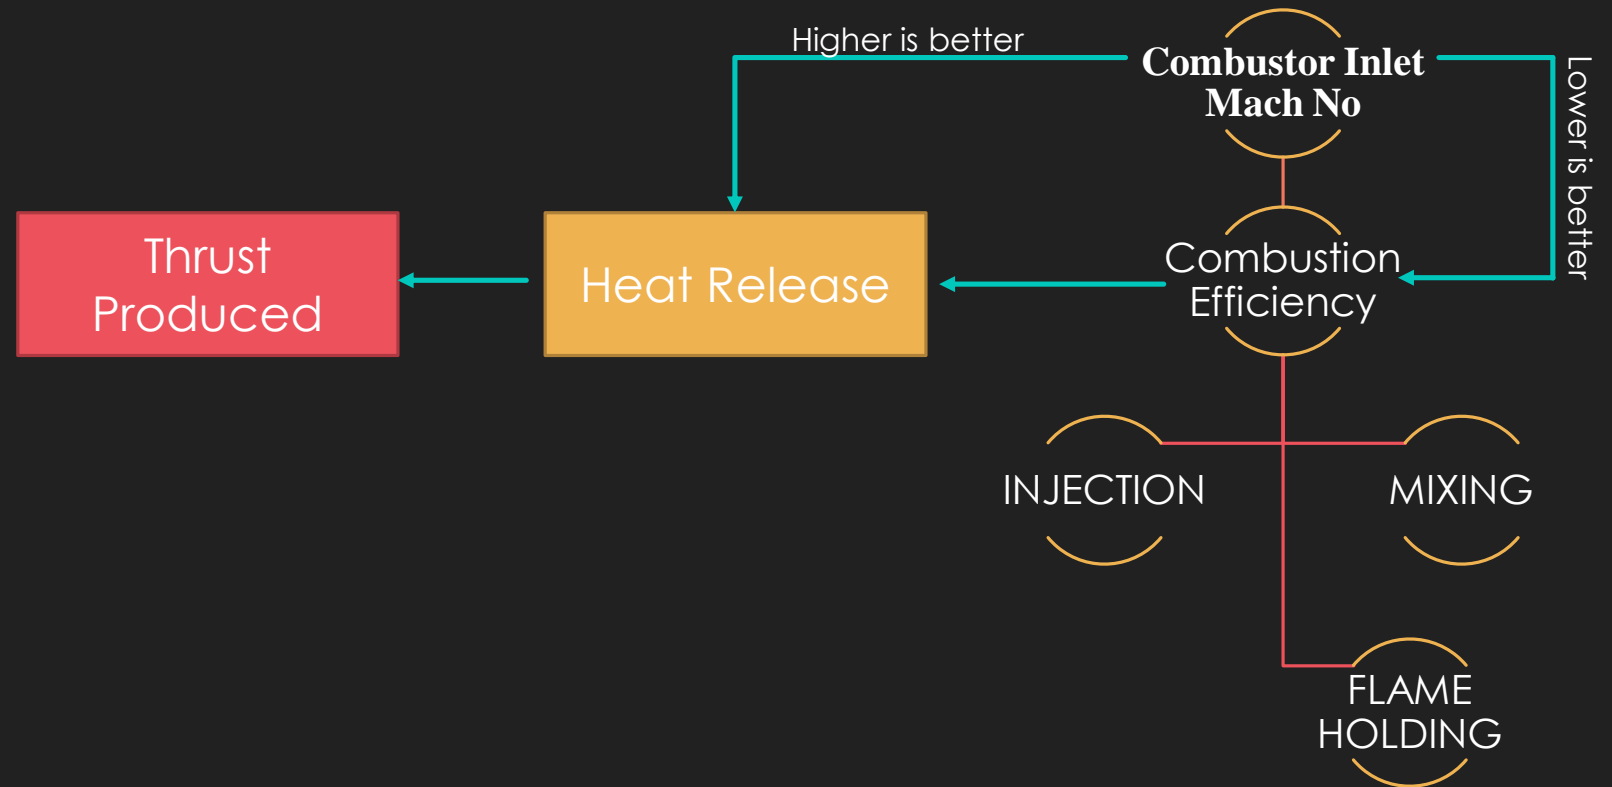 Higher is better
Combustor Inlet
Mach No
Lower is better
Thrust
Produced
Heat Release
Combustion
Efficiency
INJECTION
MIXING
FLAME
HOLDING